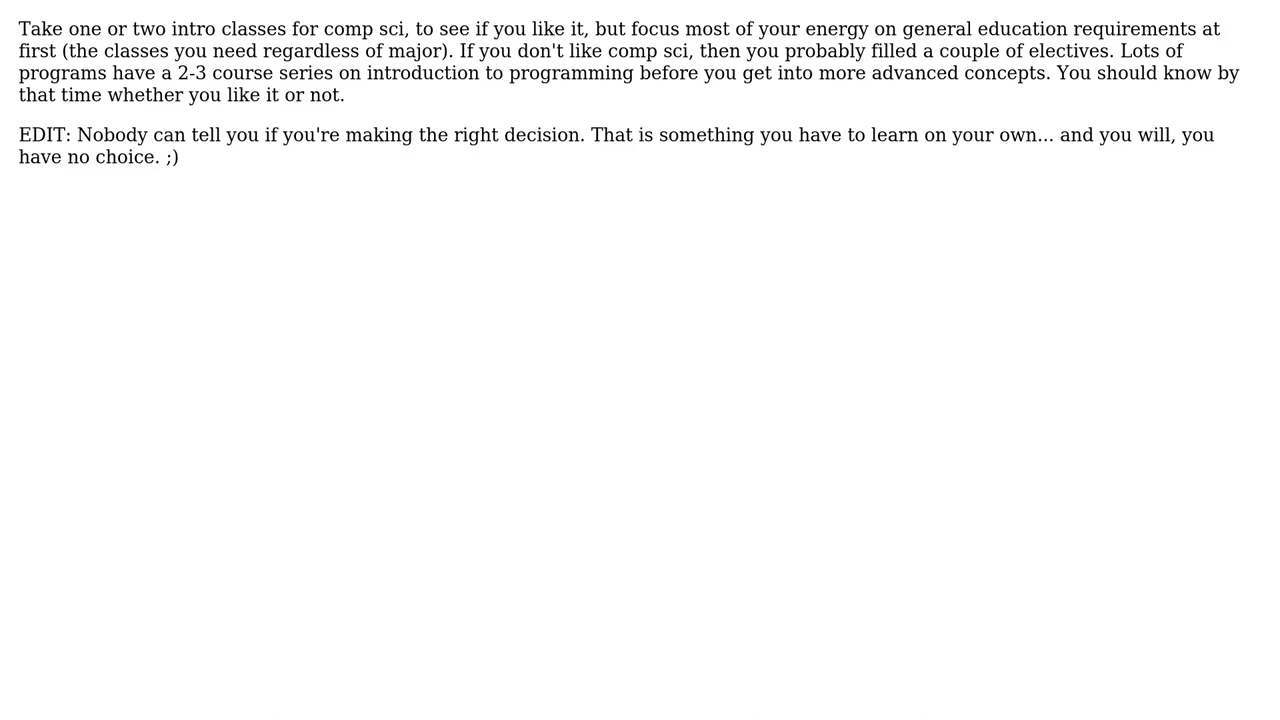 Take one or two intro classes for comp sci, to see if you like it, but focus most of your energy on general education requirements at
first (the classes you need regardless of major). If you don't like comp sci, then you probably filled a couple of electives. Lots of
programs have a 2-3 course series on introduction to programming before you get into more advanced concepts. You should know by
that time whether you like it or not.
EDIT: Nobody can tell you if you're making the right decision. That is something you have to learn on your own... and you will, you
have no choice. ;)